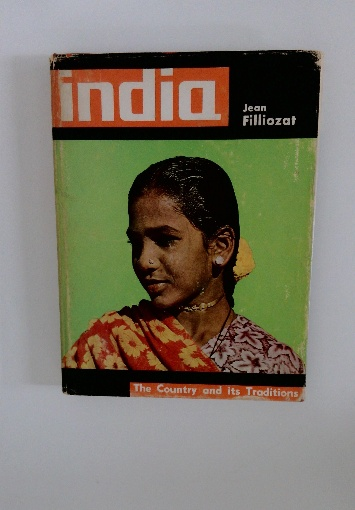 india
Jean
Filliozat
The Country and its Traditions